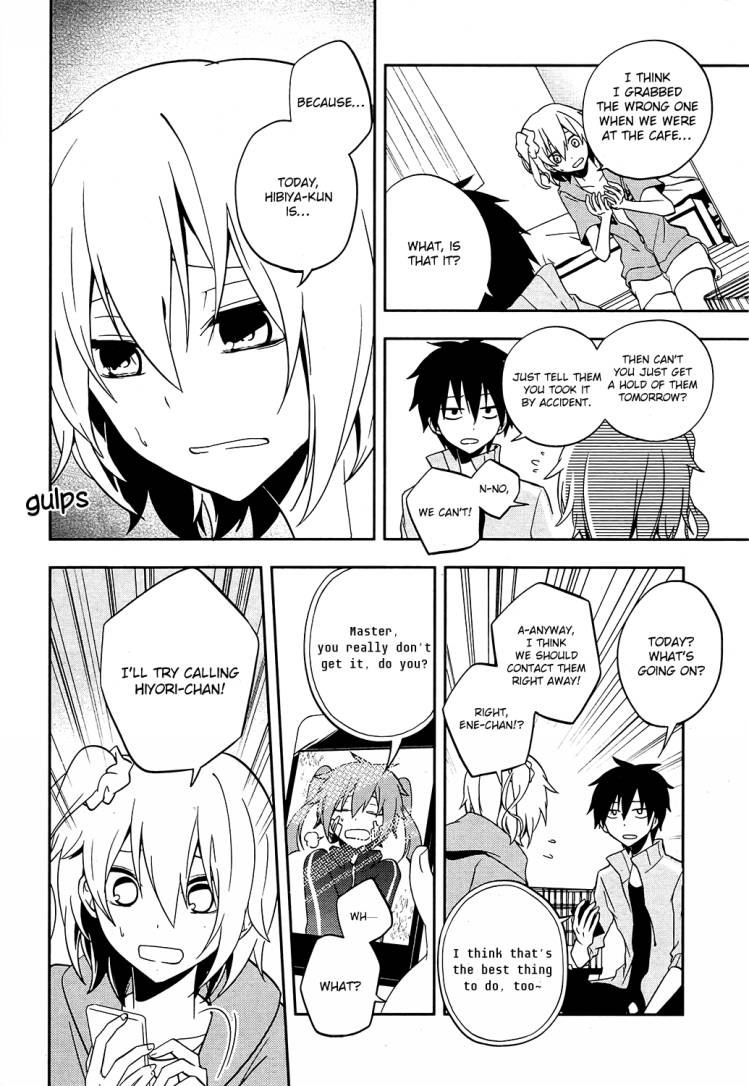 I THINK
I GRABBED
THE WRONG ONE
WHEN WE WERE
AT THE CAFE...
WHAT, IS
THAT IT?
THEN CAN'T
YOU JUST GET
A HOLD OF THEM
TOMORROW?
JUST TELL THEM
YOU TOOK IT
BY ACCIDENT.
N-NO,
WE CAN'T!
BECAUSE...
TODAY,
HIBIYA-KUN
IS...
gulps
TODAY?
WHAT'S
GOING ON?
A-ANYWAY,
I THINK
WE SHOULD
CONTACT THEM
RIGHT AWAY!
RIGHT,
ENE-CHAN!?
I think that's
the best thing
to do, too~
Master,
you really don't
get it, do you?
WH—
WHAT?
I'LL TRY CALLING
HIYORI-CHAN!